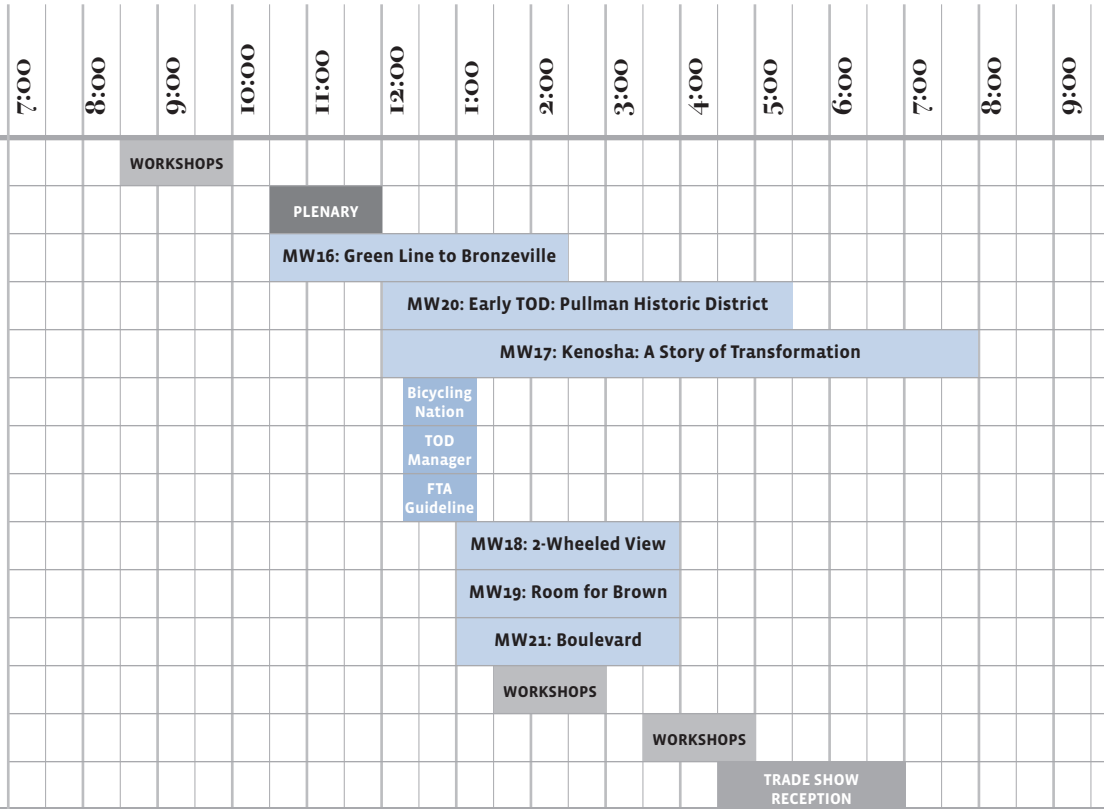 7:00
8:00
9:00
10:00
11:00
12:00
1:00
2:00
3:00
4:00
5:00
6:00
7:00
8:00
9:00
WORKSHOPS
PLENARY
MW16: Green Line to Bronzeville
MW20: Early TOD: Pullman Historic District
MW17: Kenosha: A Story of Transformation
Bicycling
Nation
TOD
Manager
FTA
Guideline
MW18: 2-Wheeled View
MW19: Room for Brown
MW21: Boulevard
WORKSHOPS
WORKSHOPS
TRADE SHOW
RECEPTION